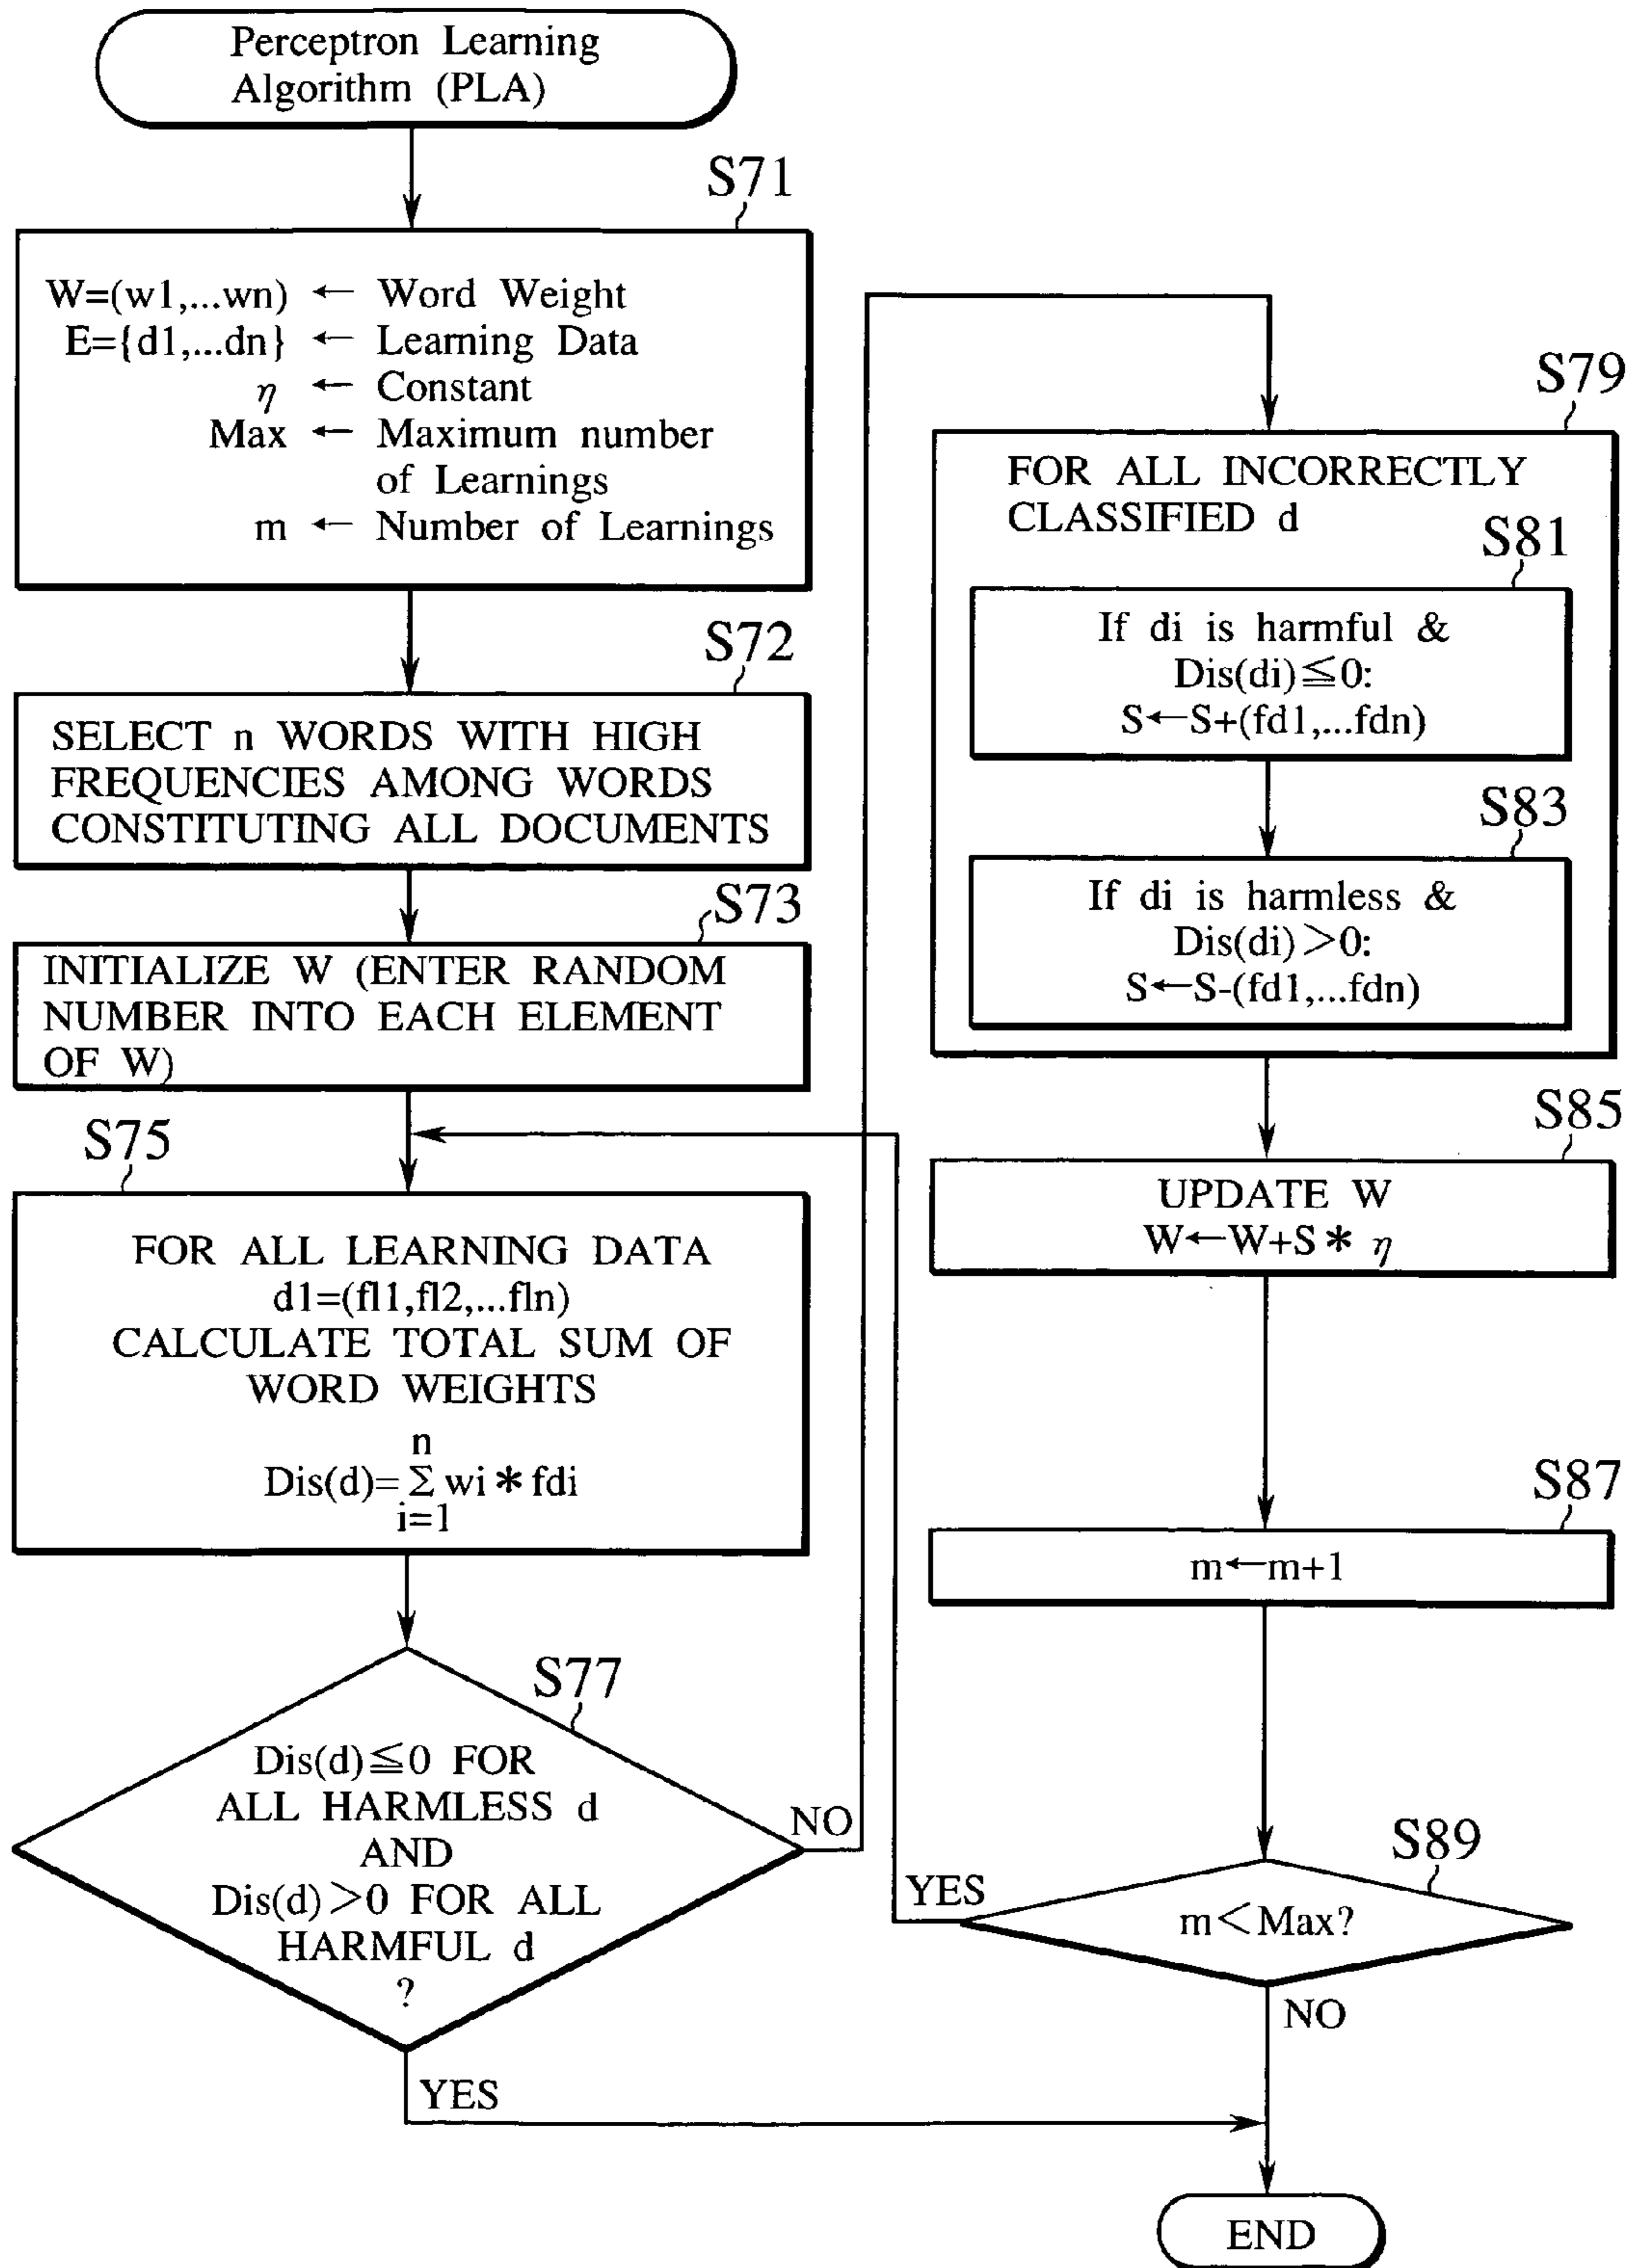 Perceptron Learning
Algorithm (PLA)
S71
W=(w1,...wn) ← Word Weight
E={d1,...dn} ← Learning Data
η ← Constant
Max ← Maximum number
of Learnings
m ← Number of Learnings
S72
SELECT n WORDS WITH HIGH
FREQUENCIES AMONG WORDS
CONSTITUTING ALL DOCUMENTS
S73
INITIALIZE W (ENTER RANDOM
NUMBER INTO EACH ELEMENT
OF W)
S75
FOR ALL LEARNING DATA
d1=(fl1,fl2,...fln)
CALCULATE TOTAL SUM OF
WORD WEIGHTS
n
Dis(d)=Σ wi * fdi
i=1
S77
Dis(d)≦0 FOR
ALL HARMLESS d
AND
Dis(d)>0 FOR ALL
HARMFUL d
?
NO
YES
S79
FOR ALL INCORRECTLY
CLASSIFIED d
S81
If di is harmful &
Dis(di)≦0:
S←S+(fd1,...fdn)
S83
If di is harmless &
Dis(di)>0:
S←S-(fd1,...fdn)
S85
UPDATE W
W←W+S * η
S87
m←m+1
S89
m<Max?
YES
NO
END